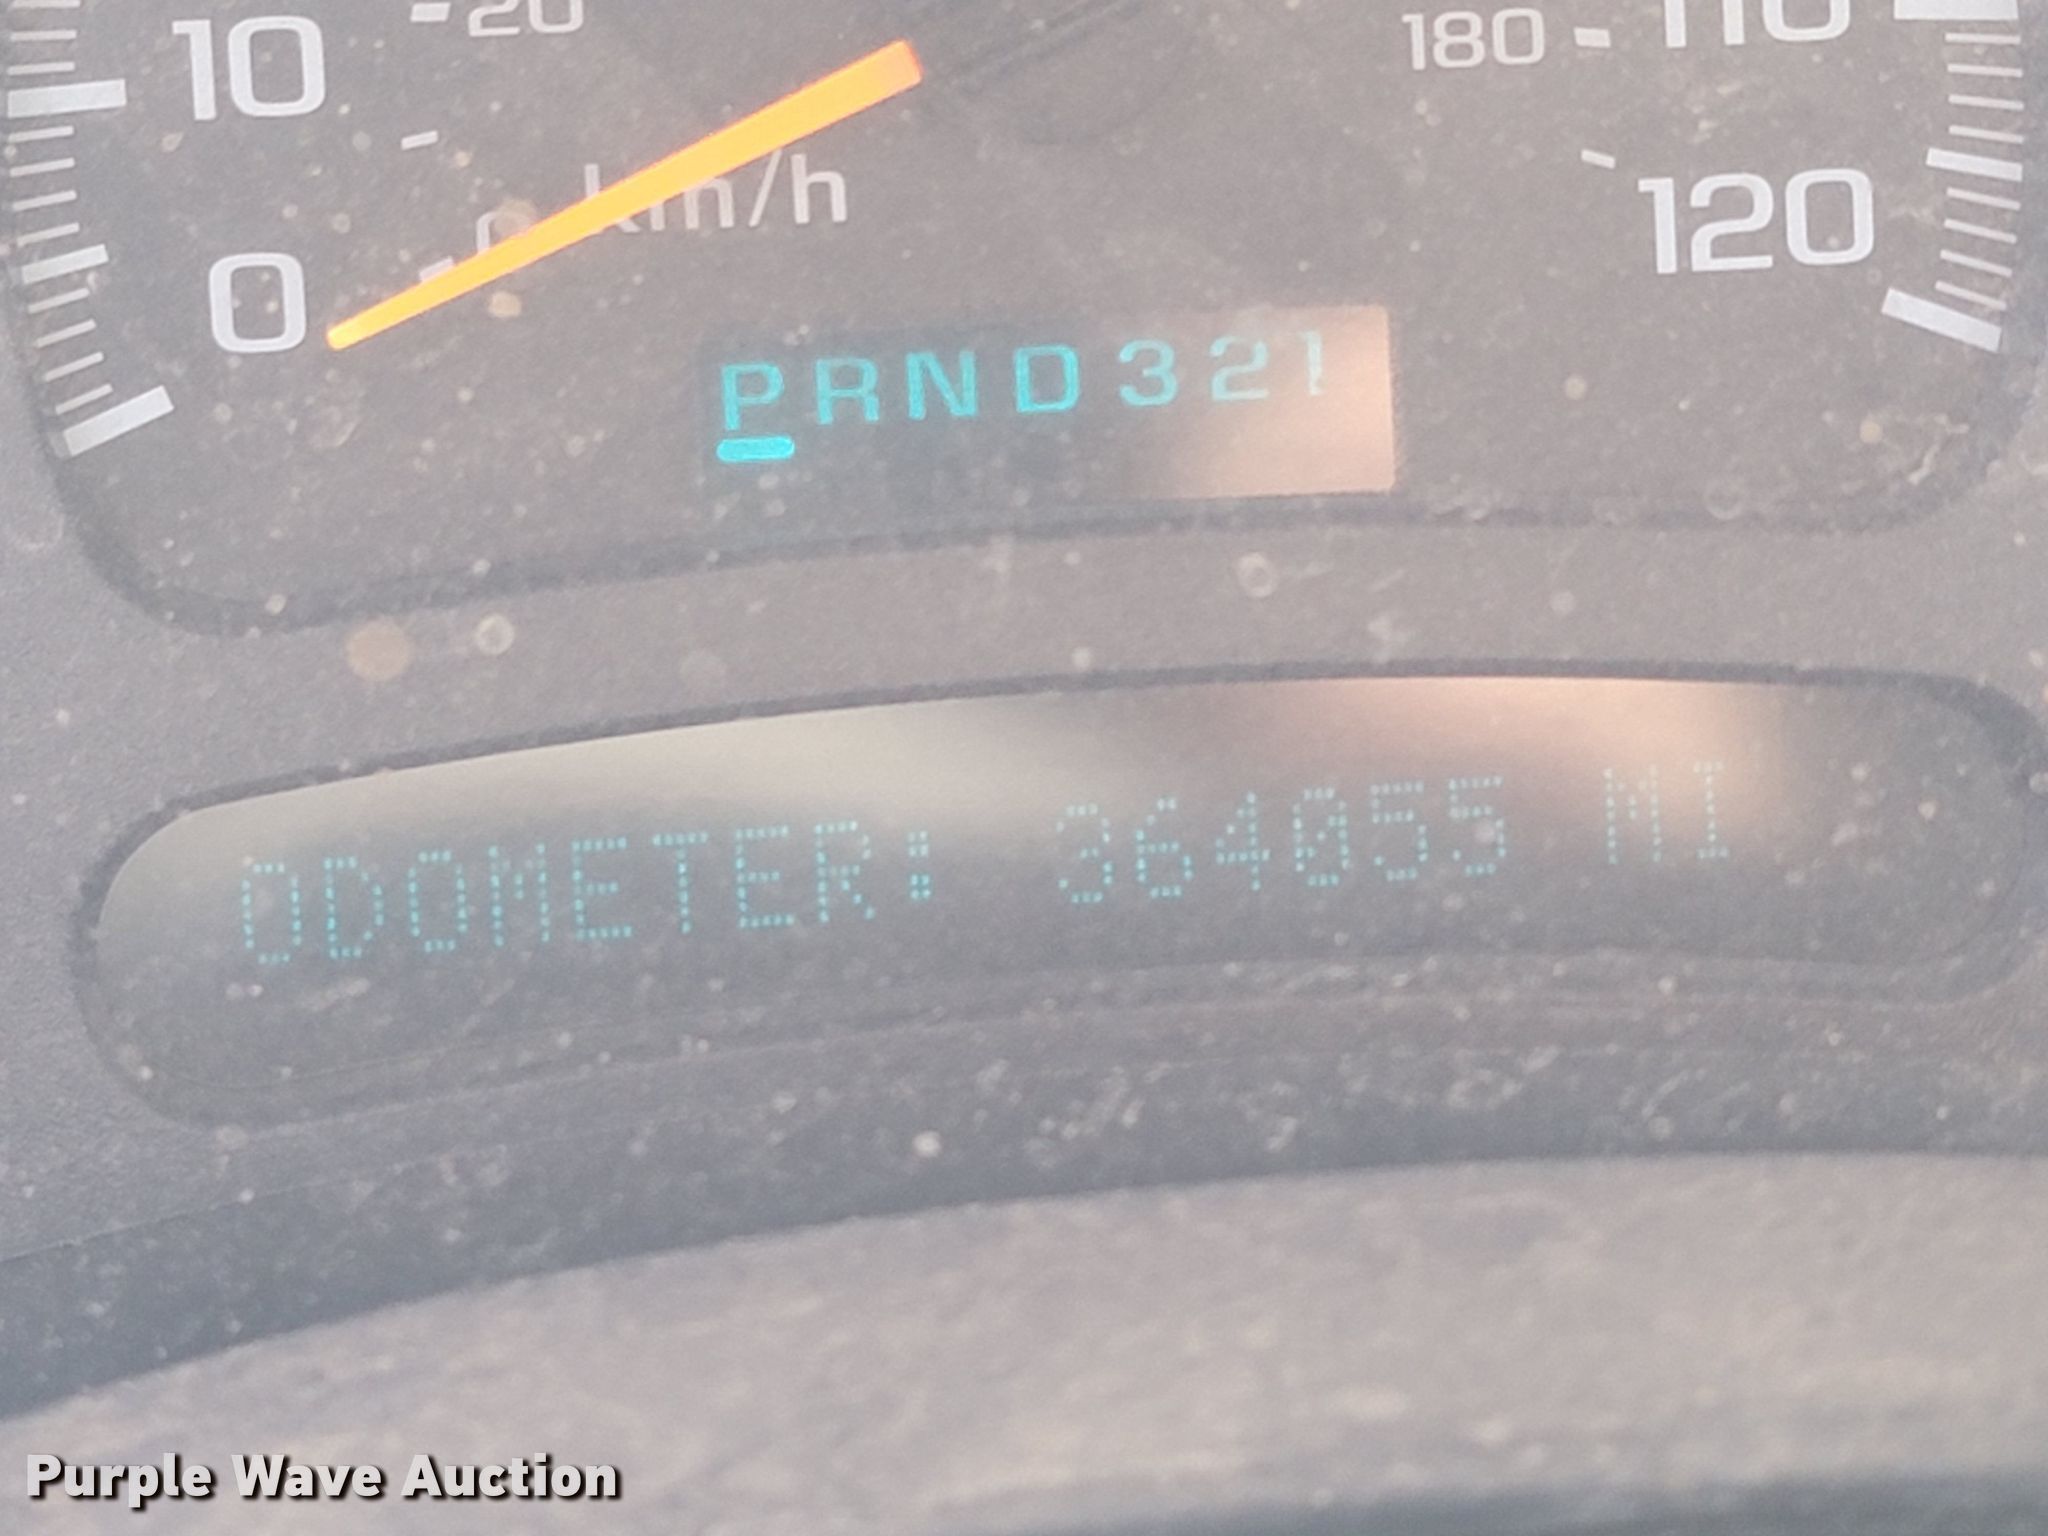 20
180
110
10
km/h
120
0
PRND321
ODOMETER: 364055 MI
Purple Wave Auction